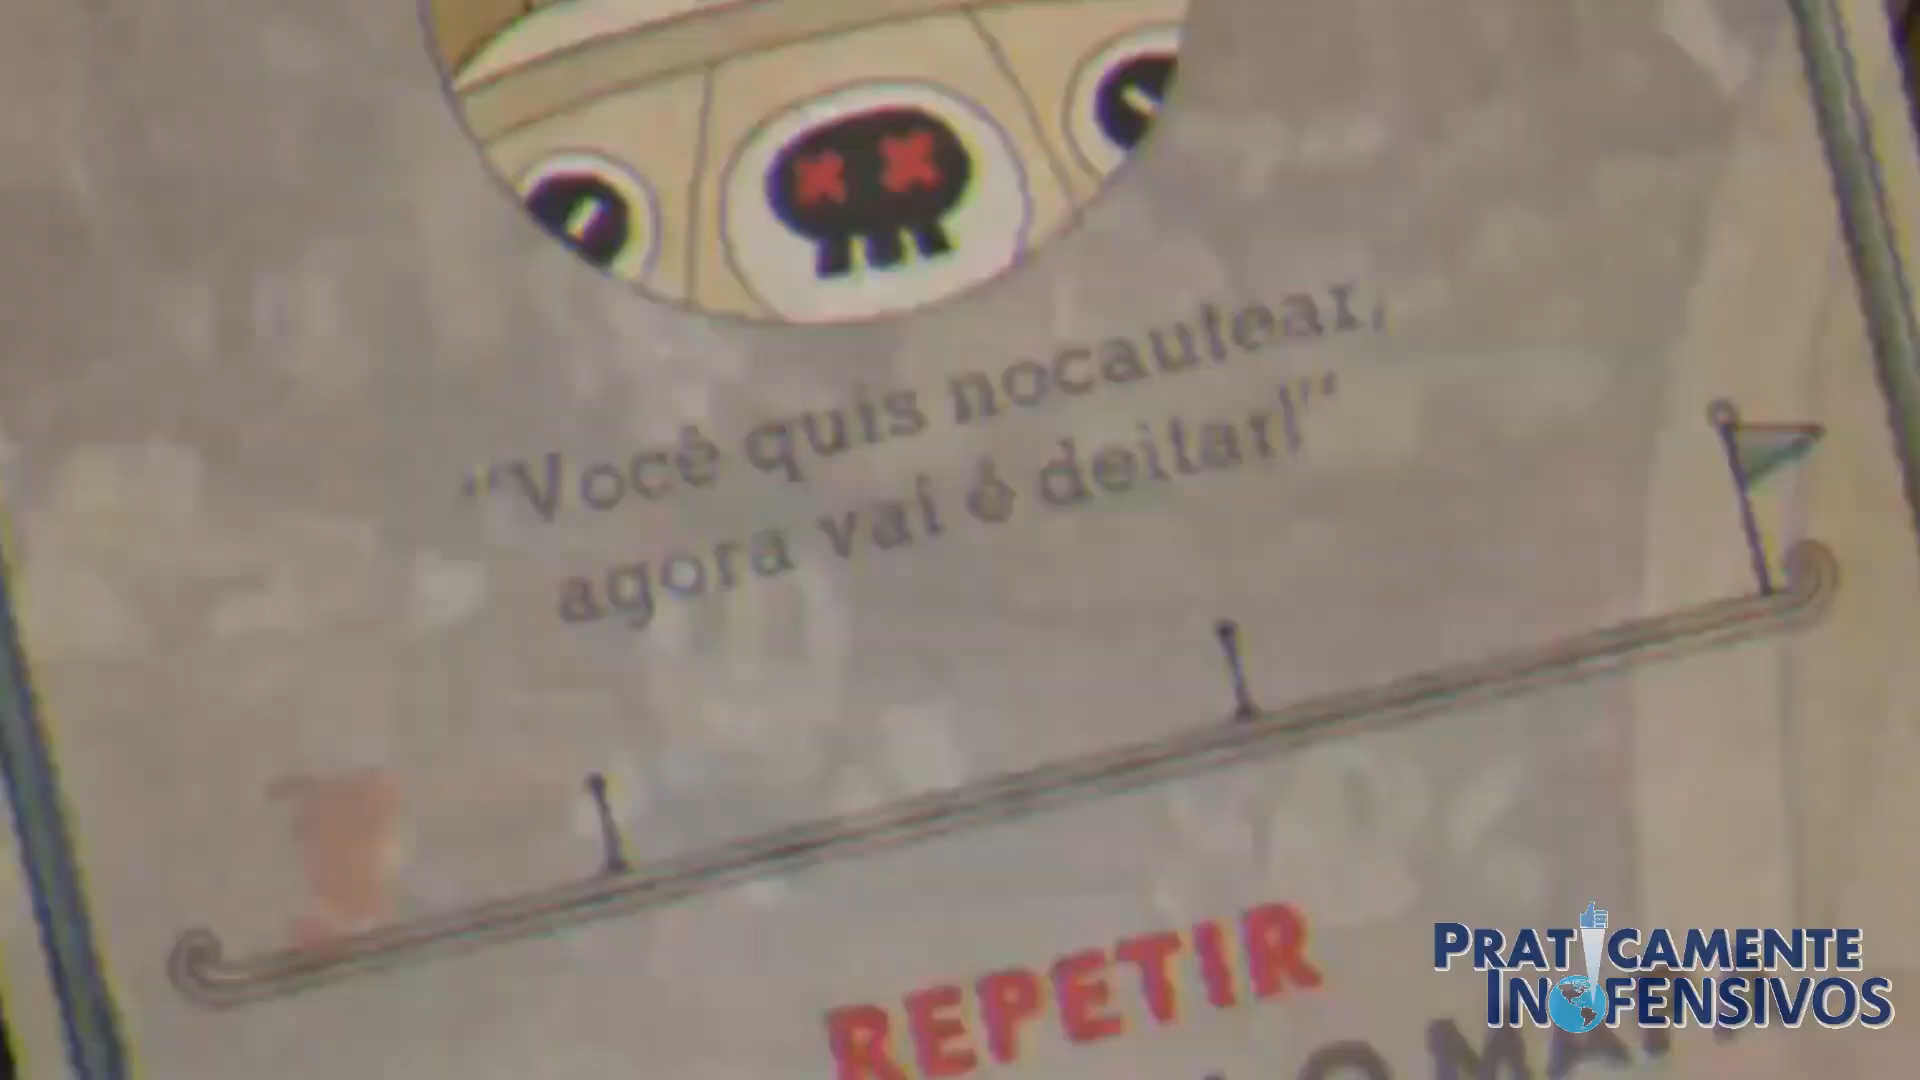 “Você quis nocautear,
agora vai é deitar!”
REPETIR
PRATICAMENTE
INOFENSIVOS